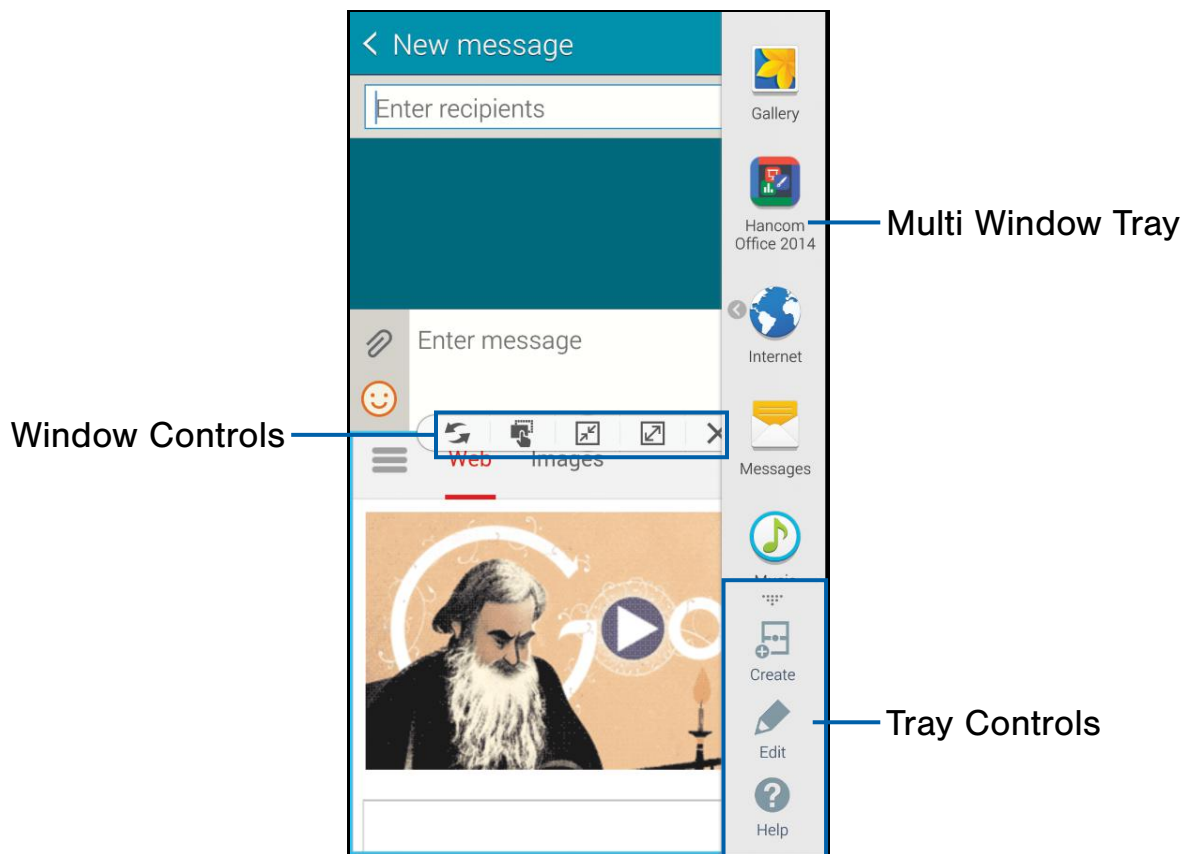 New message
Enter recipients
Gallery
Hancom
Office 2014
Multi Window Tray
Internet
Enter message
Window Controls
Web Images
Messages
Music
Create
Tray Controls
Edit
Help